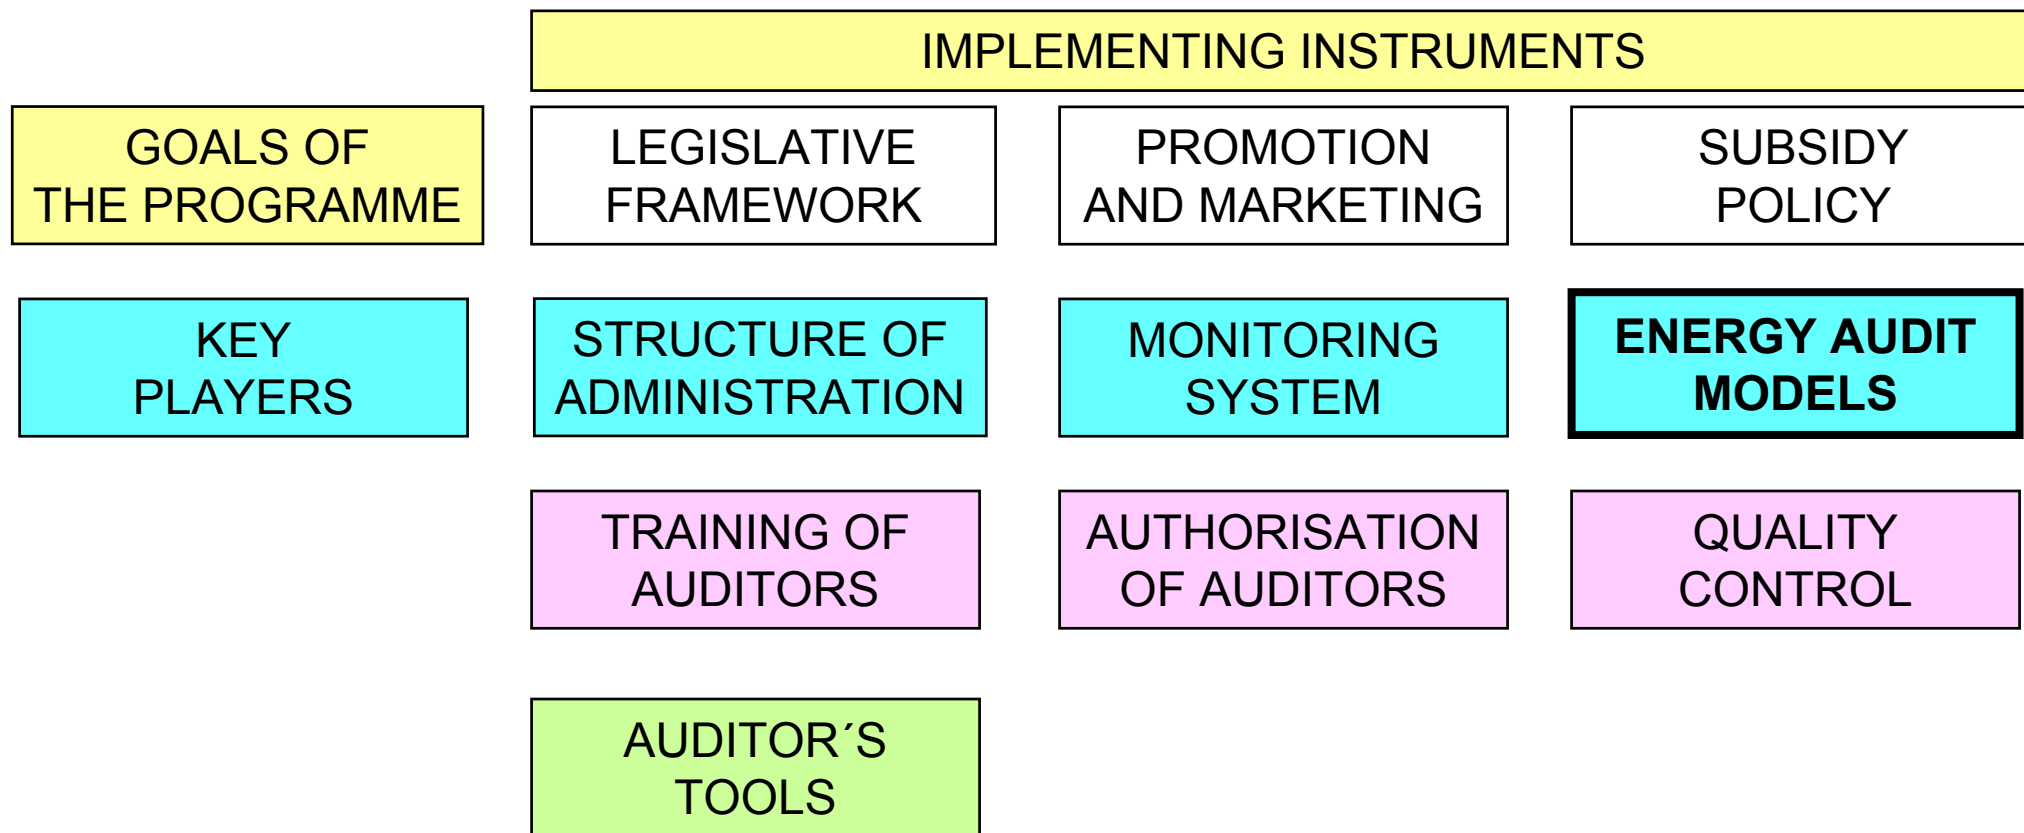 IMPLEMENTING INSTRUMENTS
GOALS OF
THE PROGRAMME
LEGISLATIVE
FRAMEWORK
PROMOTION
AND MARKETING
SUBSIDY
POLICY
KEY
PLAYERS
STRUCTURE OF
ADMINISTRATION
MONITORING
SYSTEM
ENERGY AUDIT
MODELS
TRAINING OF
AUDITORS
AUTHORISATION
OF AUDITORS
QUALITY
CONTROL
AUDITOR´S
TOOLS